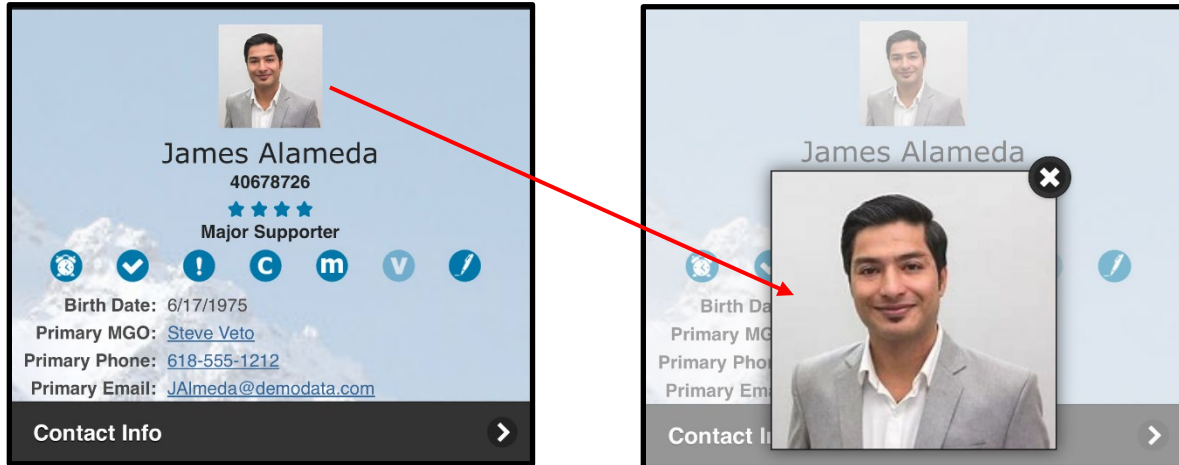 James Alameda
40678726
Major Supporter
C m V
Birth Date: 6/17/1975
Primary MGO: Steve Veto
Primary Phone: 618-555-1212
Primary Email: JAlmeda@demodata.com
Contact Info
James Alameda
Birth Da
Primary MG
Primary Phor
Primary Ema
Contact I